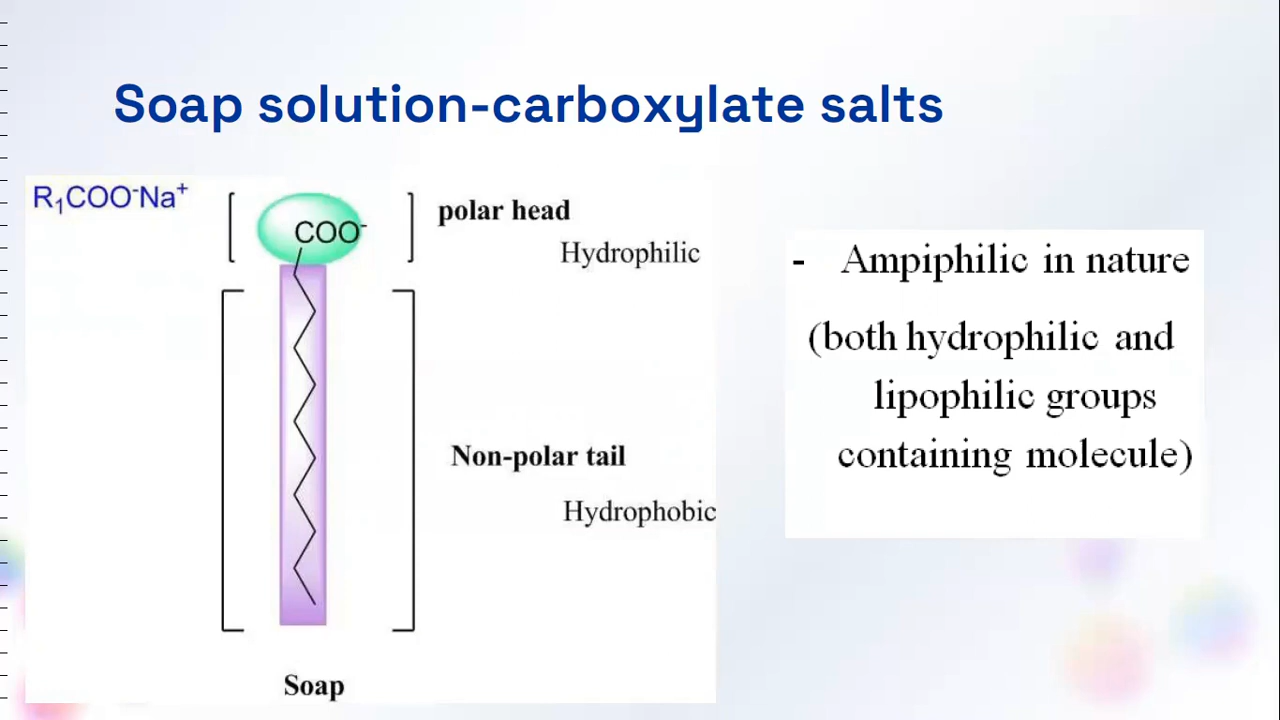 Soap solution-carboxylate salts
R₁COO⁻Na⁺
COO⁻
polar head
Hydrophilic
Non-polar tail
Hydrophobic
Soap
- Ampiphilic in nature
(both hydrophilic and
lipophilic groups
containing molecule)